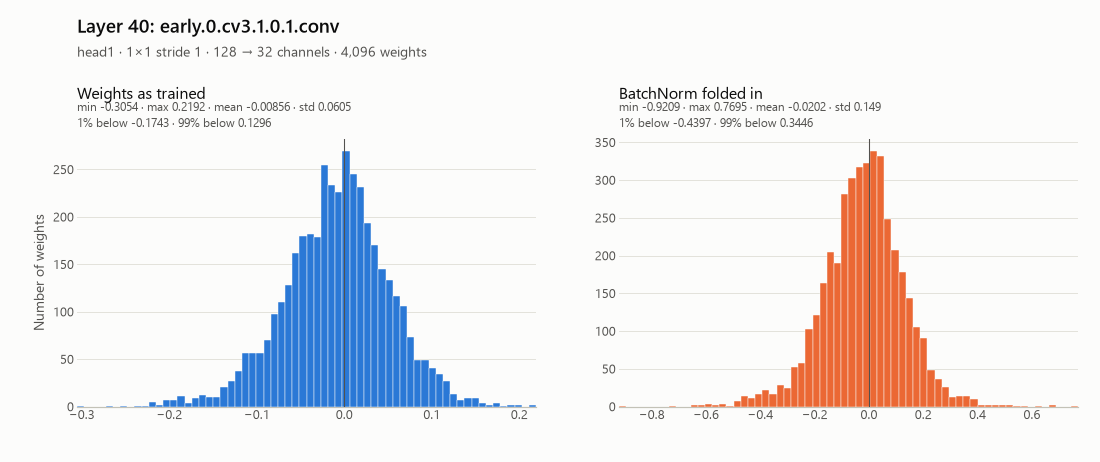 Layer 40: early.0.cv3.1.0.1.conv
head1 · 1×1 stride 1 · 128 → 32 channels · 4,096 weights
Weights as trained
min -0.3054 · max 0.2192 · mean -0.00856 · std 0.0605
1% below -0.1743 · 99% below 0.1296
Number of weights
250
200
150
100
50
0
−0.3 −0.2 −0.1 0.0 0.1 0.2
BatchNorm folded in
min -0.9209 · max 0.7695 · mean -0.0202 · std 0.149
1% below -0.4397 · 99% below 0.3446
350
300
250
200
150
100
50
0
−0.8 −0.6 −0.4 −0.2 0.0 0.2 0.4 0.6